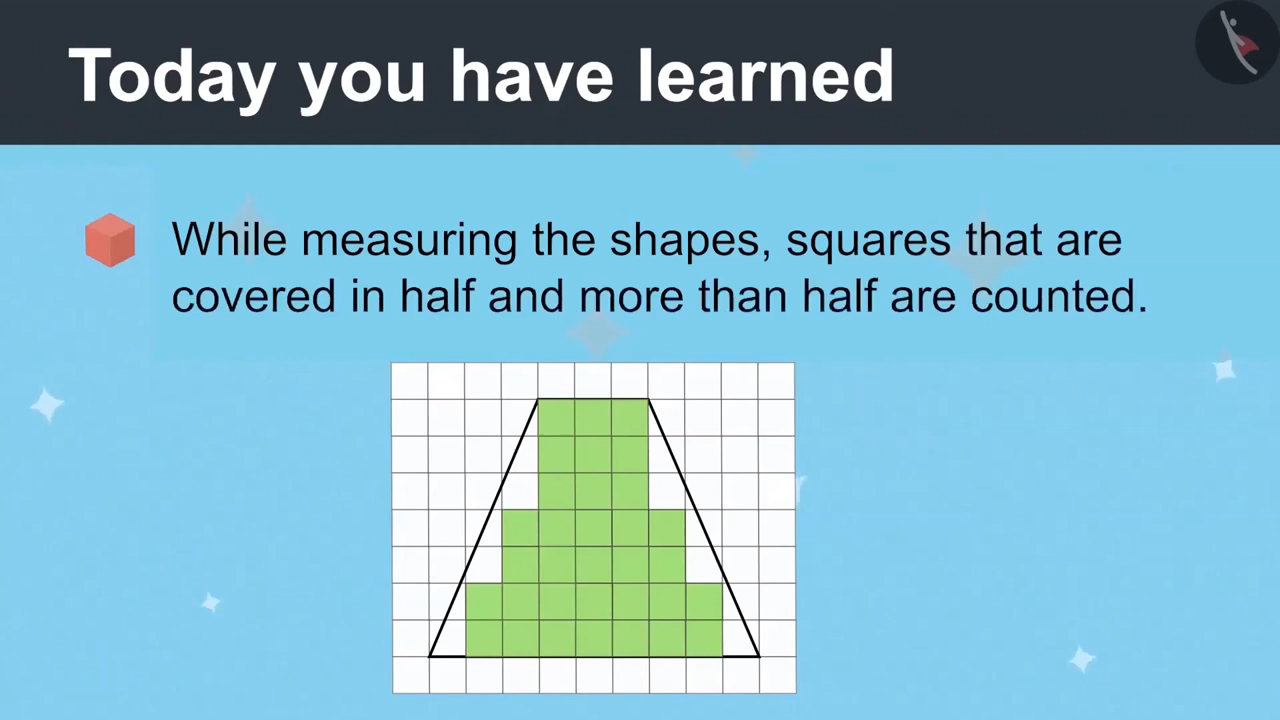 Today you have learned
While measuring the shapes, squares that are
covered in half and more than half are counted.